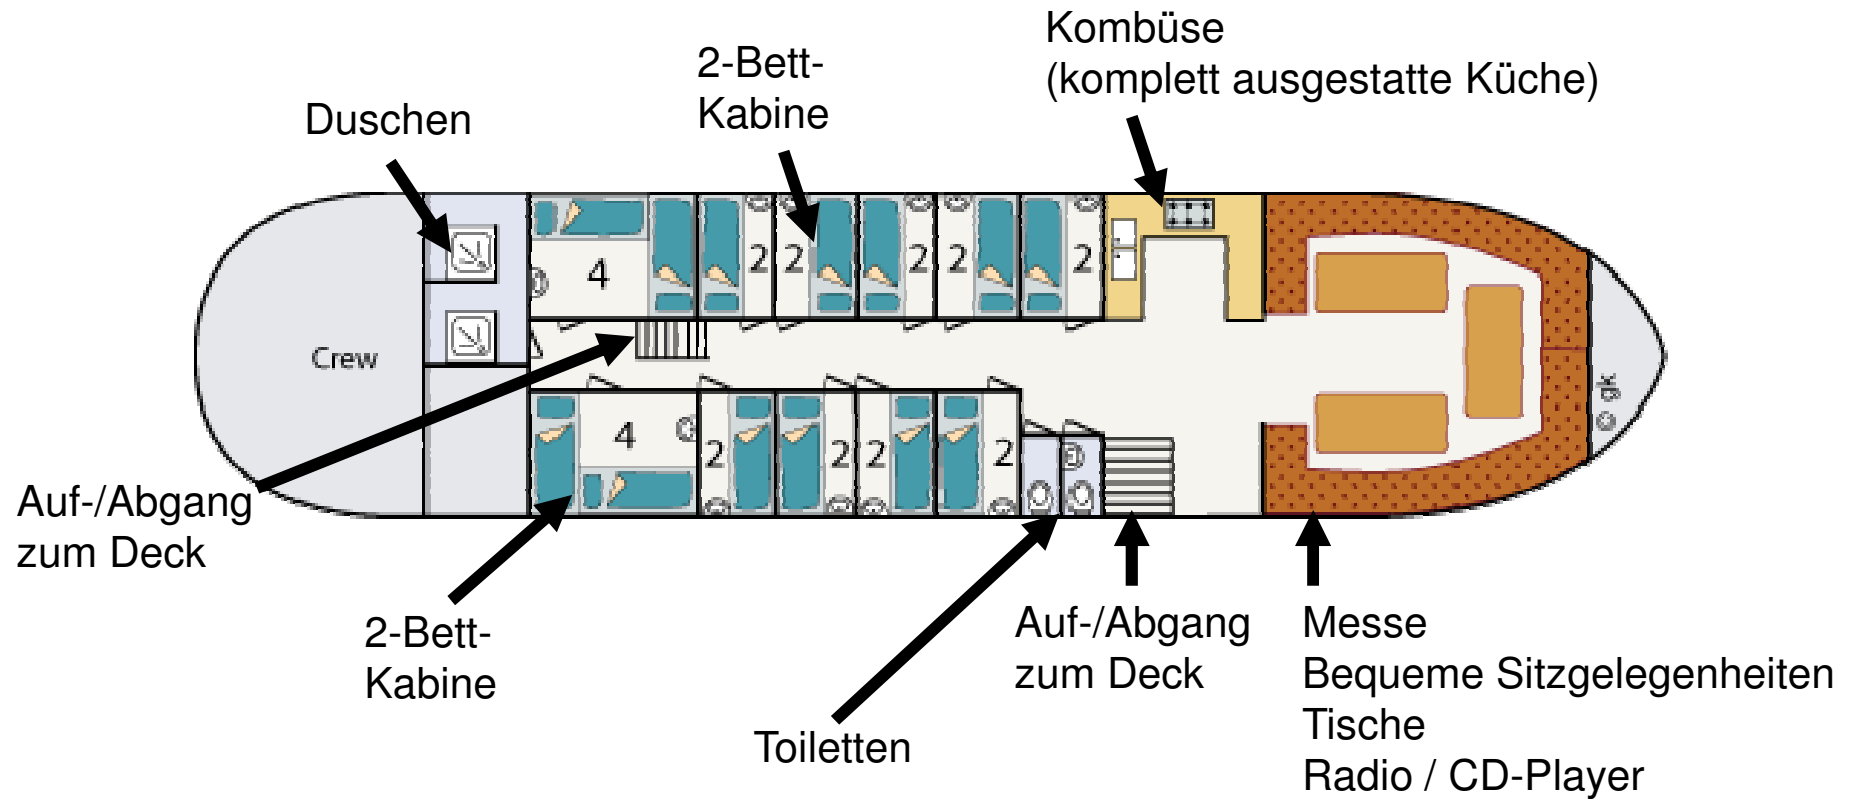 Kombüse
(komplett ausgestatte Küche)
2-Bett-
Kabine
Duschen
4
2
2
2
2
2
Crew
4
2
2
2
2
© gk
Auf-/Abgang
zum Deck
2-Bett-
Kabine
Toiletten
Auf-/Abgang
zum Deck
Messe
Bequeme Sitzgelegenheiten
Tische
Radio / CD-Player